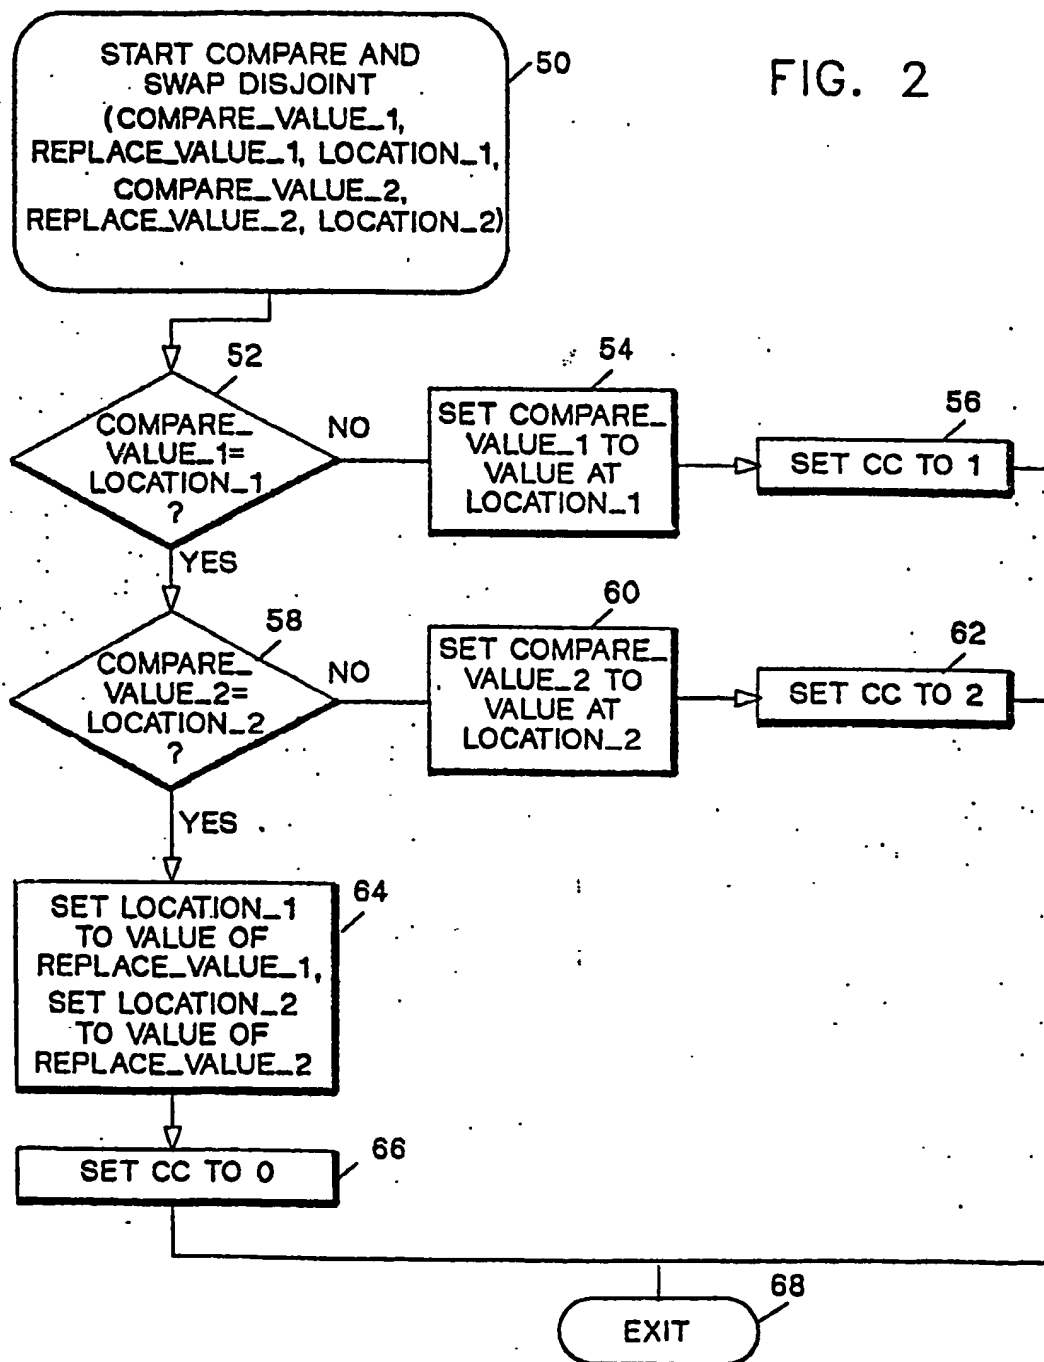 FIG. 2
START COMPARE AND
SWAP DISJOINT
(COMPARE_VALUE_1,
REPLACE_VALUE_1, LOCATION_1,
COMPARE_VALUE_2,
REPLACE_VALUE_2, LOCATION_2)
50
52
COMPARE_
VALUE_1=
LOCATION_1
?
NO
YES
54
SET COMPARE_
VALUE_1 TO
VALUE AT
LOCATION_1
56
SET CC TO 1
58
COMPARE_
VALUE_2=
LOCATION_2
?
NO
YES
60
SET COMPARE_
VALUE_2 TO
VALUE AT
LOCATION_2
62
SET CC TO 2
64
SET LOCATION_1
TO VALUE OF
REPLACE_VALUE_1,
SET LOCATION_2
TO VALUE OF
REPLACE_VALUE_2
66
SET CC TO 0
68
EXIT